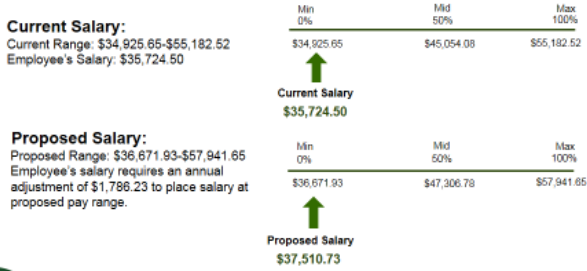 Current Salary:
Current Range: $34,925.65-$55,182.52
Employee's Salary: $35,724.50
Min Mid Max
0% 50% 100%
$34,925.65 $45,054.08 $55,182.52
Current Salary
$35,724.50
Proposed Salary:
Proposed Range: $36,671.93-$57,941.65
Employee's salary requires an annual
adjustment of $1,786.23 to place salary at
proposed pay range.
Min Mid Max
0% 50% 100%
$36,671.93 $47,306.78 $57,941.65
Proposed Salary
$37,510.73